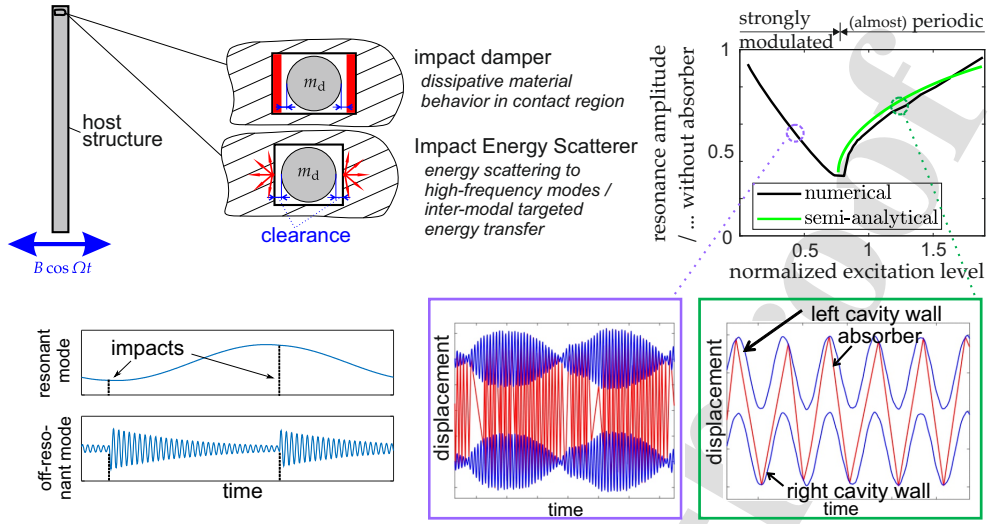 host
structure
B cos Ωt
m_d
impact damper
dissipative material
behavior in contact region
m_d
Impact Energy Scatterer
energy scattering to
high-frequency modes /
inter-modal targeted
energy transfer
clearance
strongly
modulated
(almost) periodic
resonance amplitude
/ ... without absorber
1
0.5
0
numerical
semi-analytical
0.5
1
1.5
normalized excitation level
resonant
mode
impacts
off-reso-
nant mode
time
displacement
time
displacement
left cavity wall
absorber
right cavity wall
time
roof